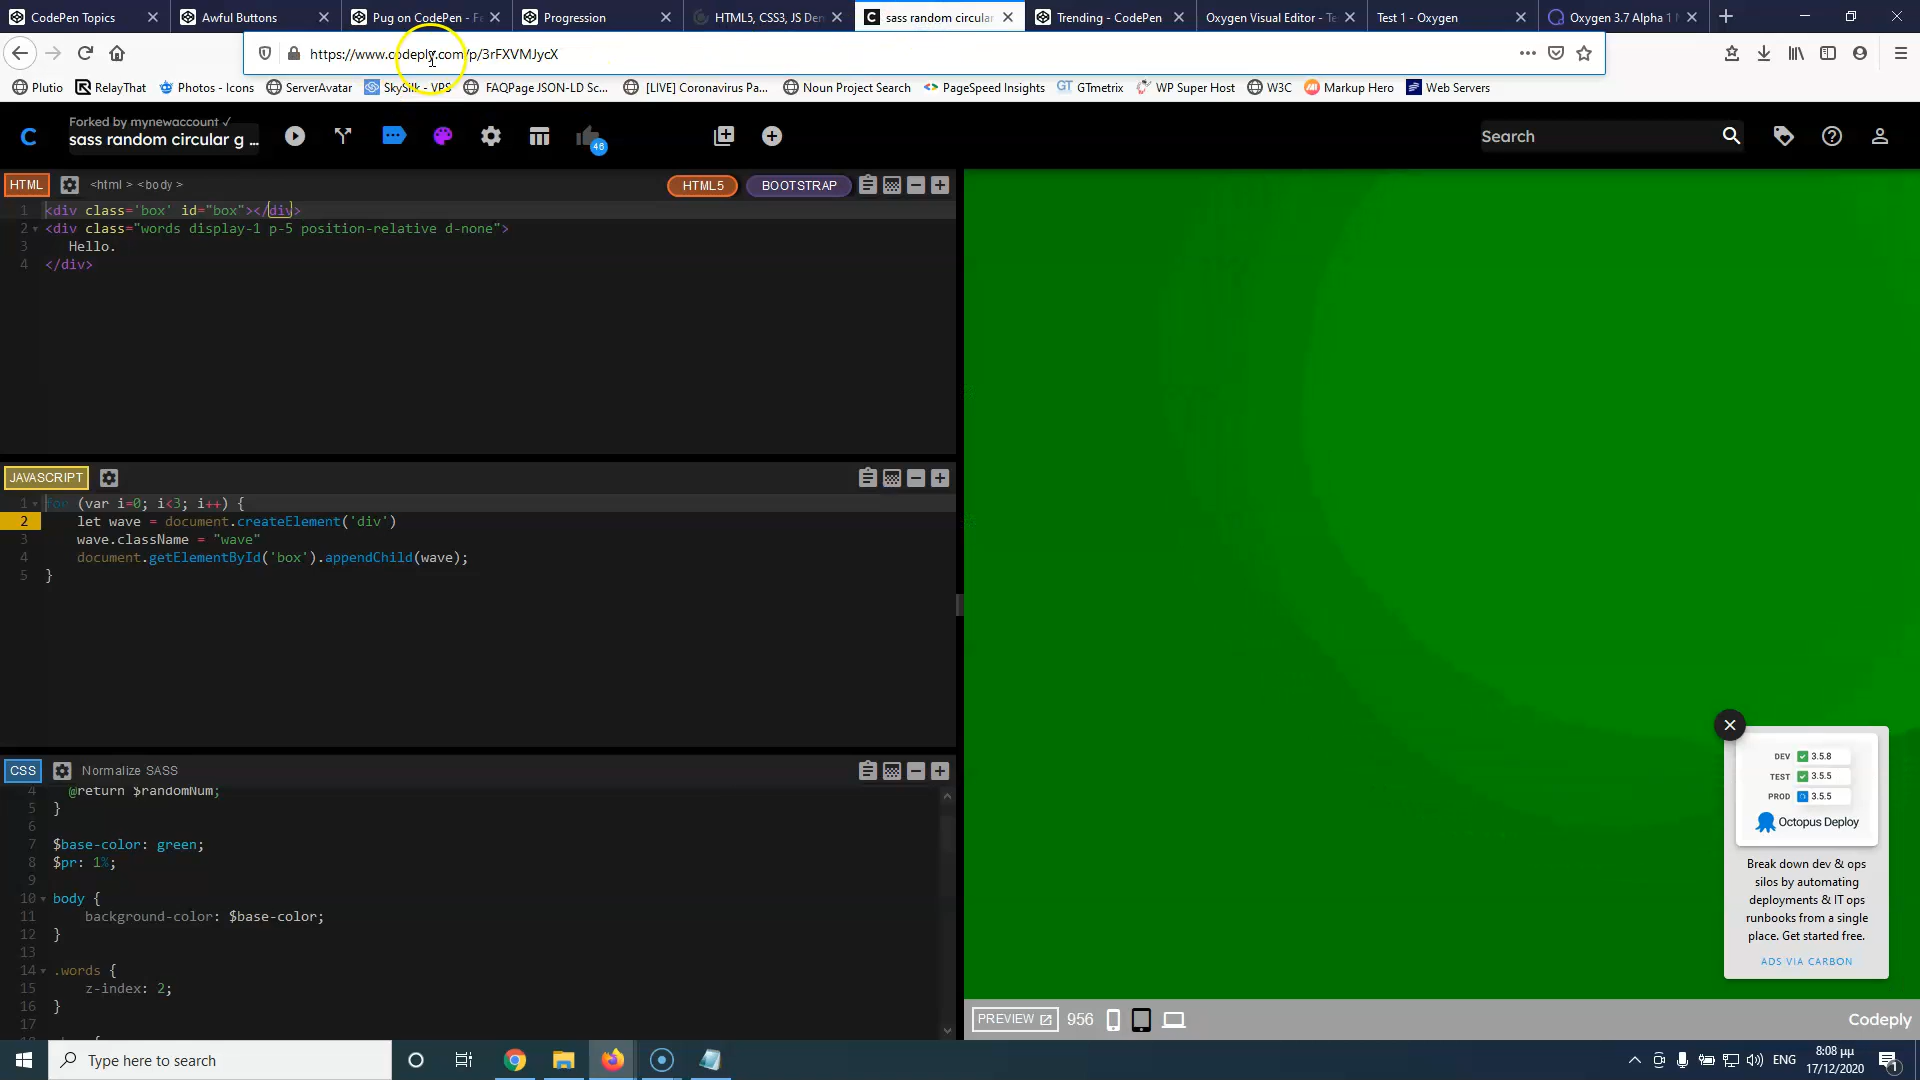 CodePen Topics
Awful Buttons
Pug on CodePen - Fe
Progression
HTML5, CSS3, JS De
sass random circular
Trending - CodePen
Oxygen Visual Editor - Te
Test 1 - Oxygen
Oxygen 3.7 Alpha 1
https://www.codeply.com/p/3rFXVMJycX
Plutio
RelayThat
Photos - Icons
ServerAvatar
SkySilk - VPS
FAQPage JSON-LD Sc...
[LIVE] Coronavirus Pa...
Noun Project Search
PageSpeed Insights
GTmetrix
WP Super Host
W3C
Markup Hero
Web Servers
Forked by mynewaccount ✓
sass random circular g ...
46
Search
HTML <html > <body > HTML5 BOOTSTRAP
1 <div class='box' id="box"></div>
2 <div class="words display-1 p-5 position-relative d-none">
3 Hello.
4 </div>
JAVASCRIPT
1 for (var i=0; i<3; i++) {
2 let wave = document.createElement('div')
3 wave.className = "wave"
4 document.getElementById('box').appendChild(wave);
5 }
CSS Normalize SASS
4 @return $randomNum;
5 }
6
7 $base-color: green;
8 $pr: 1%;
9
10 body {
11 background-color: $base-color;
12 }
13
14 .words {
15 z-index: 2;
16 }
17
DEV 3.5.8
TEST 3.5.5
PROD 3.5.5
Octopus Deploy
Break down dev & ops
silos by automating
deployments & IT ops
runbooks from a single
place. Get started free.
ADS VIA CARBON
PREVIEW 956 Codeply
Type here to search
ENG
8:08 μμ
17/12/2020
1